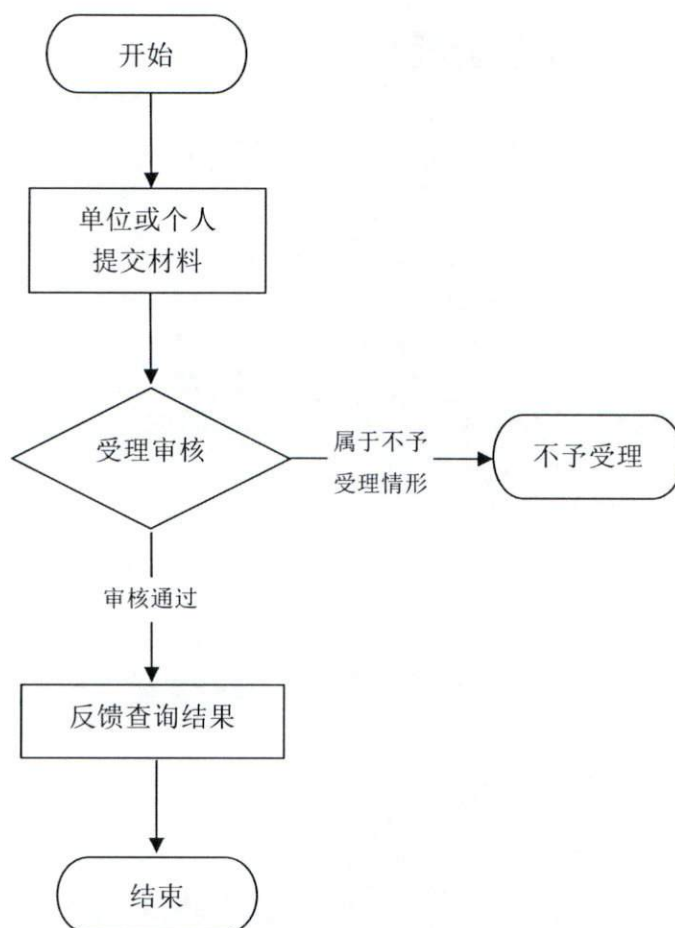 开始
单位或个人
提交材料
受理审核
属于不予
受理情形
不予受理
审核通过
反馈查询结果
结束